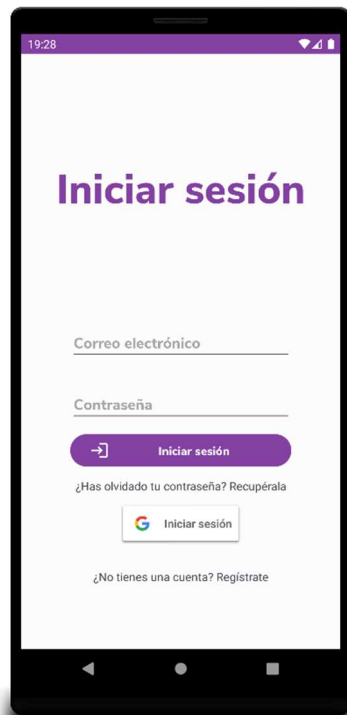 19:28
Iniciar sesión
Correo electrónico
Contraseña
Iniciar sesión
¿Has olvidado tu contraseña? Recupérala
Iniciar sesión
¿No tienes una cuenta? Regístrate